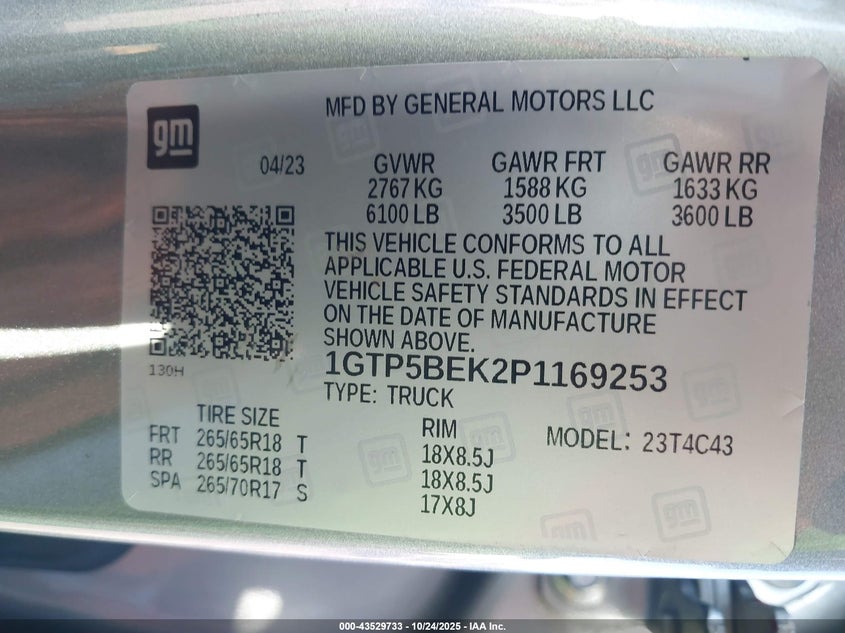 MFD BY GENERAL MOTORS LLC
gm
04/23 GVWR GAWR FRT GAWR RR
2767 KG 1588 KG 1633 KG
6100 LB 3500 LB 3600 LB
THIS VEHICLE CONFORMS TO ALL
APPLICABLE U.S. FEDERAL MOTOR
VEHICLE SAFETY STANDARDS IN EFFECT
ON THE DATE OF MANUFACTURE
SHOWN ABOVE.
130H
1GTP5BEK2P1169253
TYPE: TRUCK
TIRE SIZE RIM MODEL: 23T4C43
FRT 265/65R18 T 18X8.5J
RR 265/65R18 T 18X8.5J
SPA 265/70R17 S 17X8J
000-43529733 - 10/24/2025 - IAA Inc.